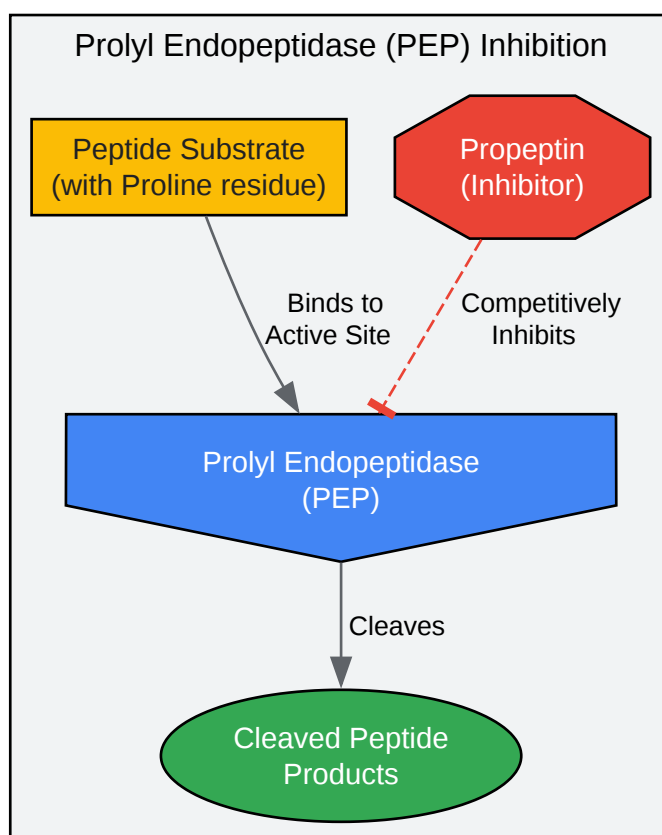 Prolyl Endopeptidase (PEP) Inhibition
Peptide Substrate
(with Proline residue)
Propeptin
(Inhibitor)
Binds to
Active Site
Competitively
Inhibits
Prolyl Endopeptidase
(PEP)
Cleaves
Cleaved Peptide
Products